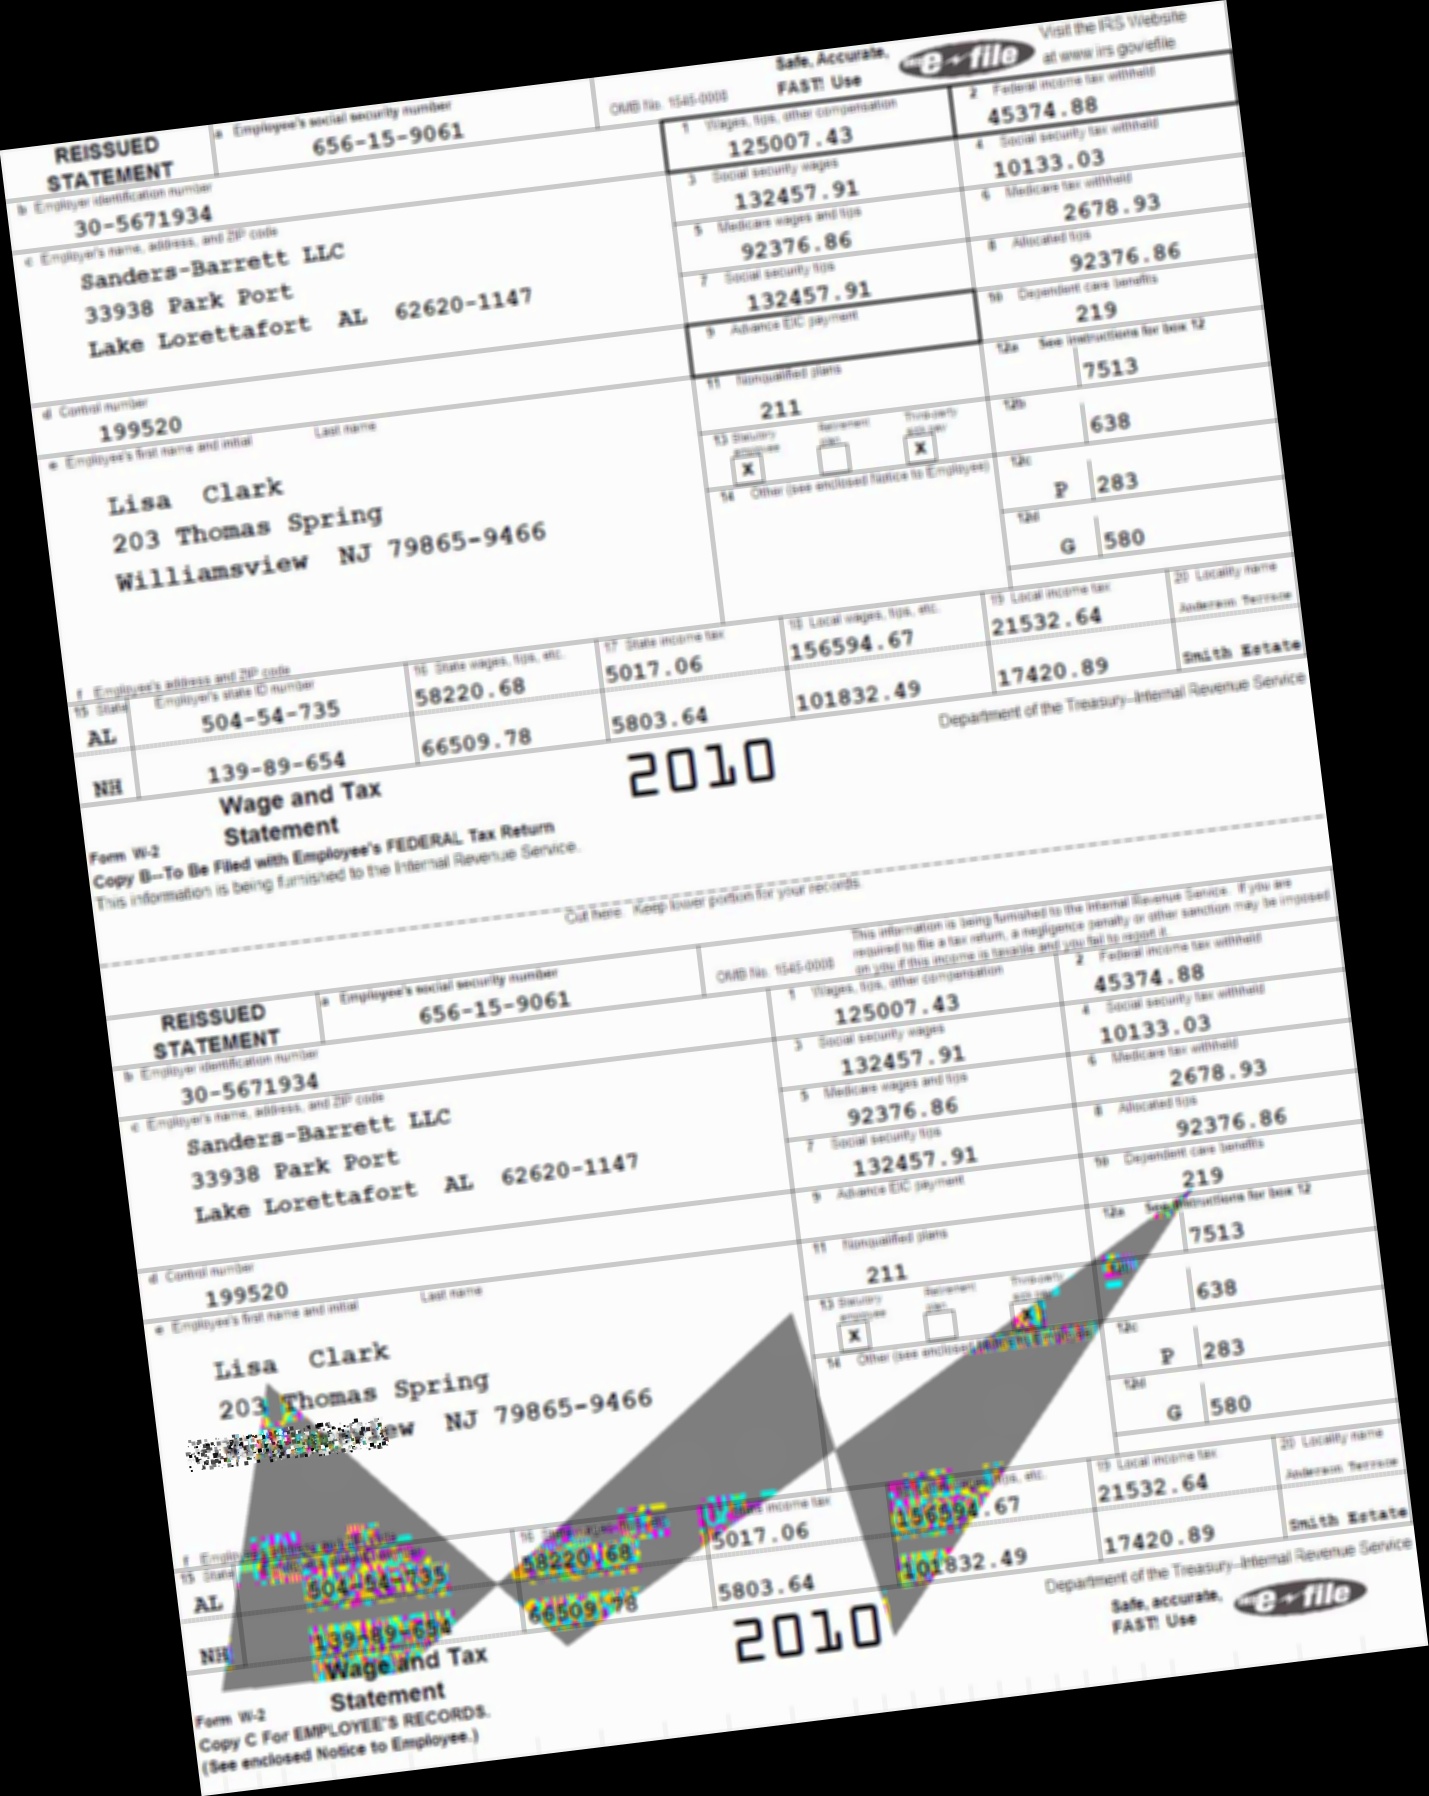 Safe, Accurate,
FAST! Use
e~file
Visit the IRS Website
at www irs gov/efile
REISSUED
STATEMENT
a Employee's social security number
656-15-9061
OMB No. 1545-0008
1 Wages, tips, other compensation
125007.43
2 Federal income tax withheld
45374.88
3 Social security wages
132457.91
4 Social security tax withheld
10133.03
b Employer identification number
30-5671934
5 Medicare wages and tips
92376.86
6 Medicare tax withheld
2678.93
c Employer's name, address, and ZIP code
Sanders-Barrett LLC
33938 Park Port
Lake Lorettafort AL 62620-1147
7 Social security tips
132457.91
8 Allocated tips
92376.86
9 Advance EIC payment
10 Dependent care benefits
219
11 Nonqualified plans
211
12a See instructions for box 12
7513
d Control number
199520
e Employee's first name and initial Last name
Lisa Clark
203 Thomas Spring
Williamsview NJ 79865-9466
13 Statutory employee
X
Retirement plan
Third-party sick pay
X
12b
638
14 Other (see enclosed Notice to Employee)
12c
P 283
12d
G 580
f Employee's address and ZIP code
15 State Employer's state ID number
16 State wages, tips, etc.
17 State income tax
18 Local wages, tips, etc.
19 Local income tax
20 Locality name
AL 504-54-735 58220.68 5017.06 156594.67 21532.64 Anderson Terrace
NH 139-89-654 66509.78 5803.64 101832.49 17420.89 Smith Estate
Form W-2
Wage and Tax
Statement
2010
Department of the Treasury--Internal Revenue Service
Copy B--To Be Filed with Employee's FEDERAL Tax Return
This information is being furnished to the Internal Revenue Service.
Cut here. Keep lower portion for your records.
This information is being furnished to the Internal Revenue Service. If you are
required to file a tax return, a negligence penalty or other sanction may be imposed
on you if this income is taxable and you fail to report it.
REISSUED
STATEMENT
a Employee's social security number
656-15-9061
OMB No. 1545-0008
1 Wages, tips, other compensation
125007.43
2 Federal income tax withheld
45374.88
3 Social security wages
132457.91
4 Social security tax withheld
10133.03
b Employer identification number
30-5671934
5 Medicare wages and tips
92376.86
6 Medicare tax withheld
2678.93
c Employer's name, address, and ZIP code
Sanders-Barrett LLC
33938 Park Port
Lake Lorettafort AL 62620-1147
7 Social security tips
132457.91
8 Allocated tips
92376.86
9 Advance EIC payment
10 Dependent care benefits
219
11 Nonqualified plans
211
12a See instructions for box 12
7513
d Control number
199520
e Employee's first name and initial Last name
Lisa Clark
203 Thomas Spring
NJ 79865-9466
13 Statutory employee
X
Retirement plan
Third-party
638
14 Other (see enclosed
12c
P 283
12d
G 580
15 State
16
income tax
tips, etc.
19 Local income tax
20 Locality name
AL 504-54-735 58220.68 5017.06 156594.67 21532.64 Anderson Terrace
NH 139-89-654 66509.78 5803.64 101832.49 17420.89 Smith Estate
Form W-2
Wage and Tax
Statement
2010
Department of the Treasury--Internal Revenue Service
Safe, accurate,
FAST! Use
e~file
Copy C For EMPLOYEE'S RECORDS.
(See enclosed Notice to Employee.)